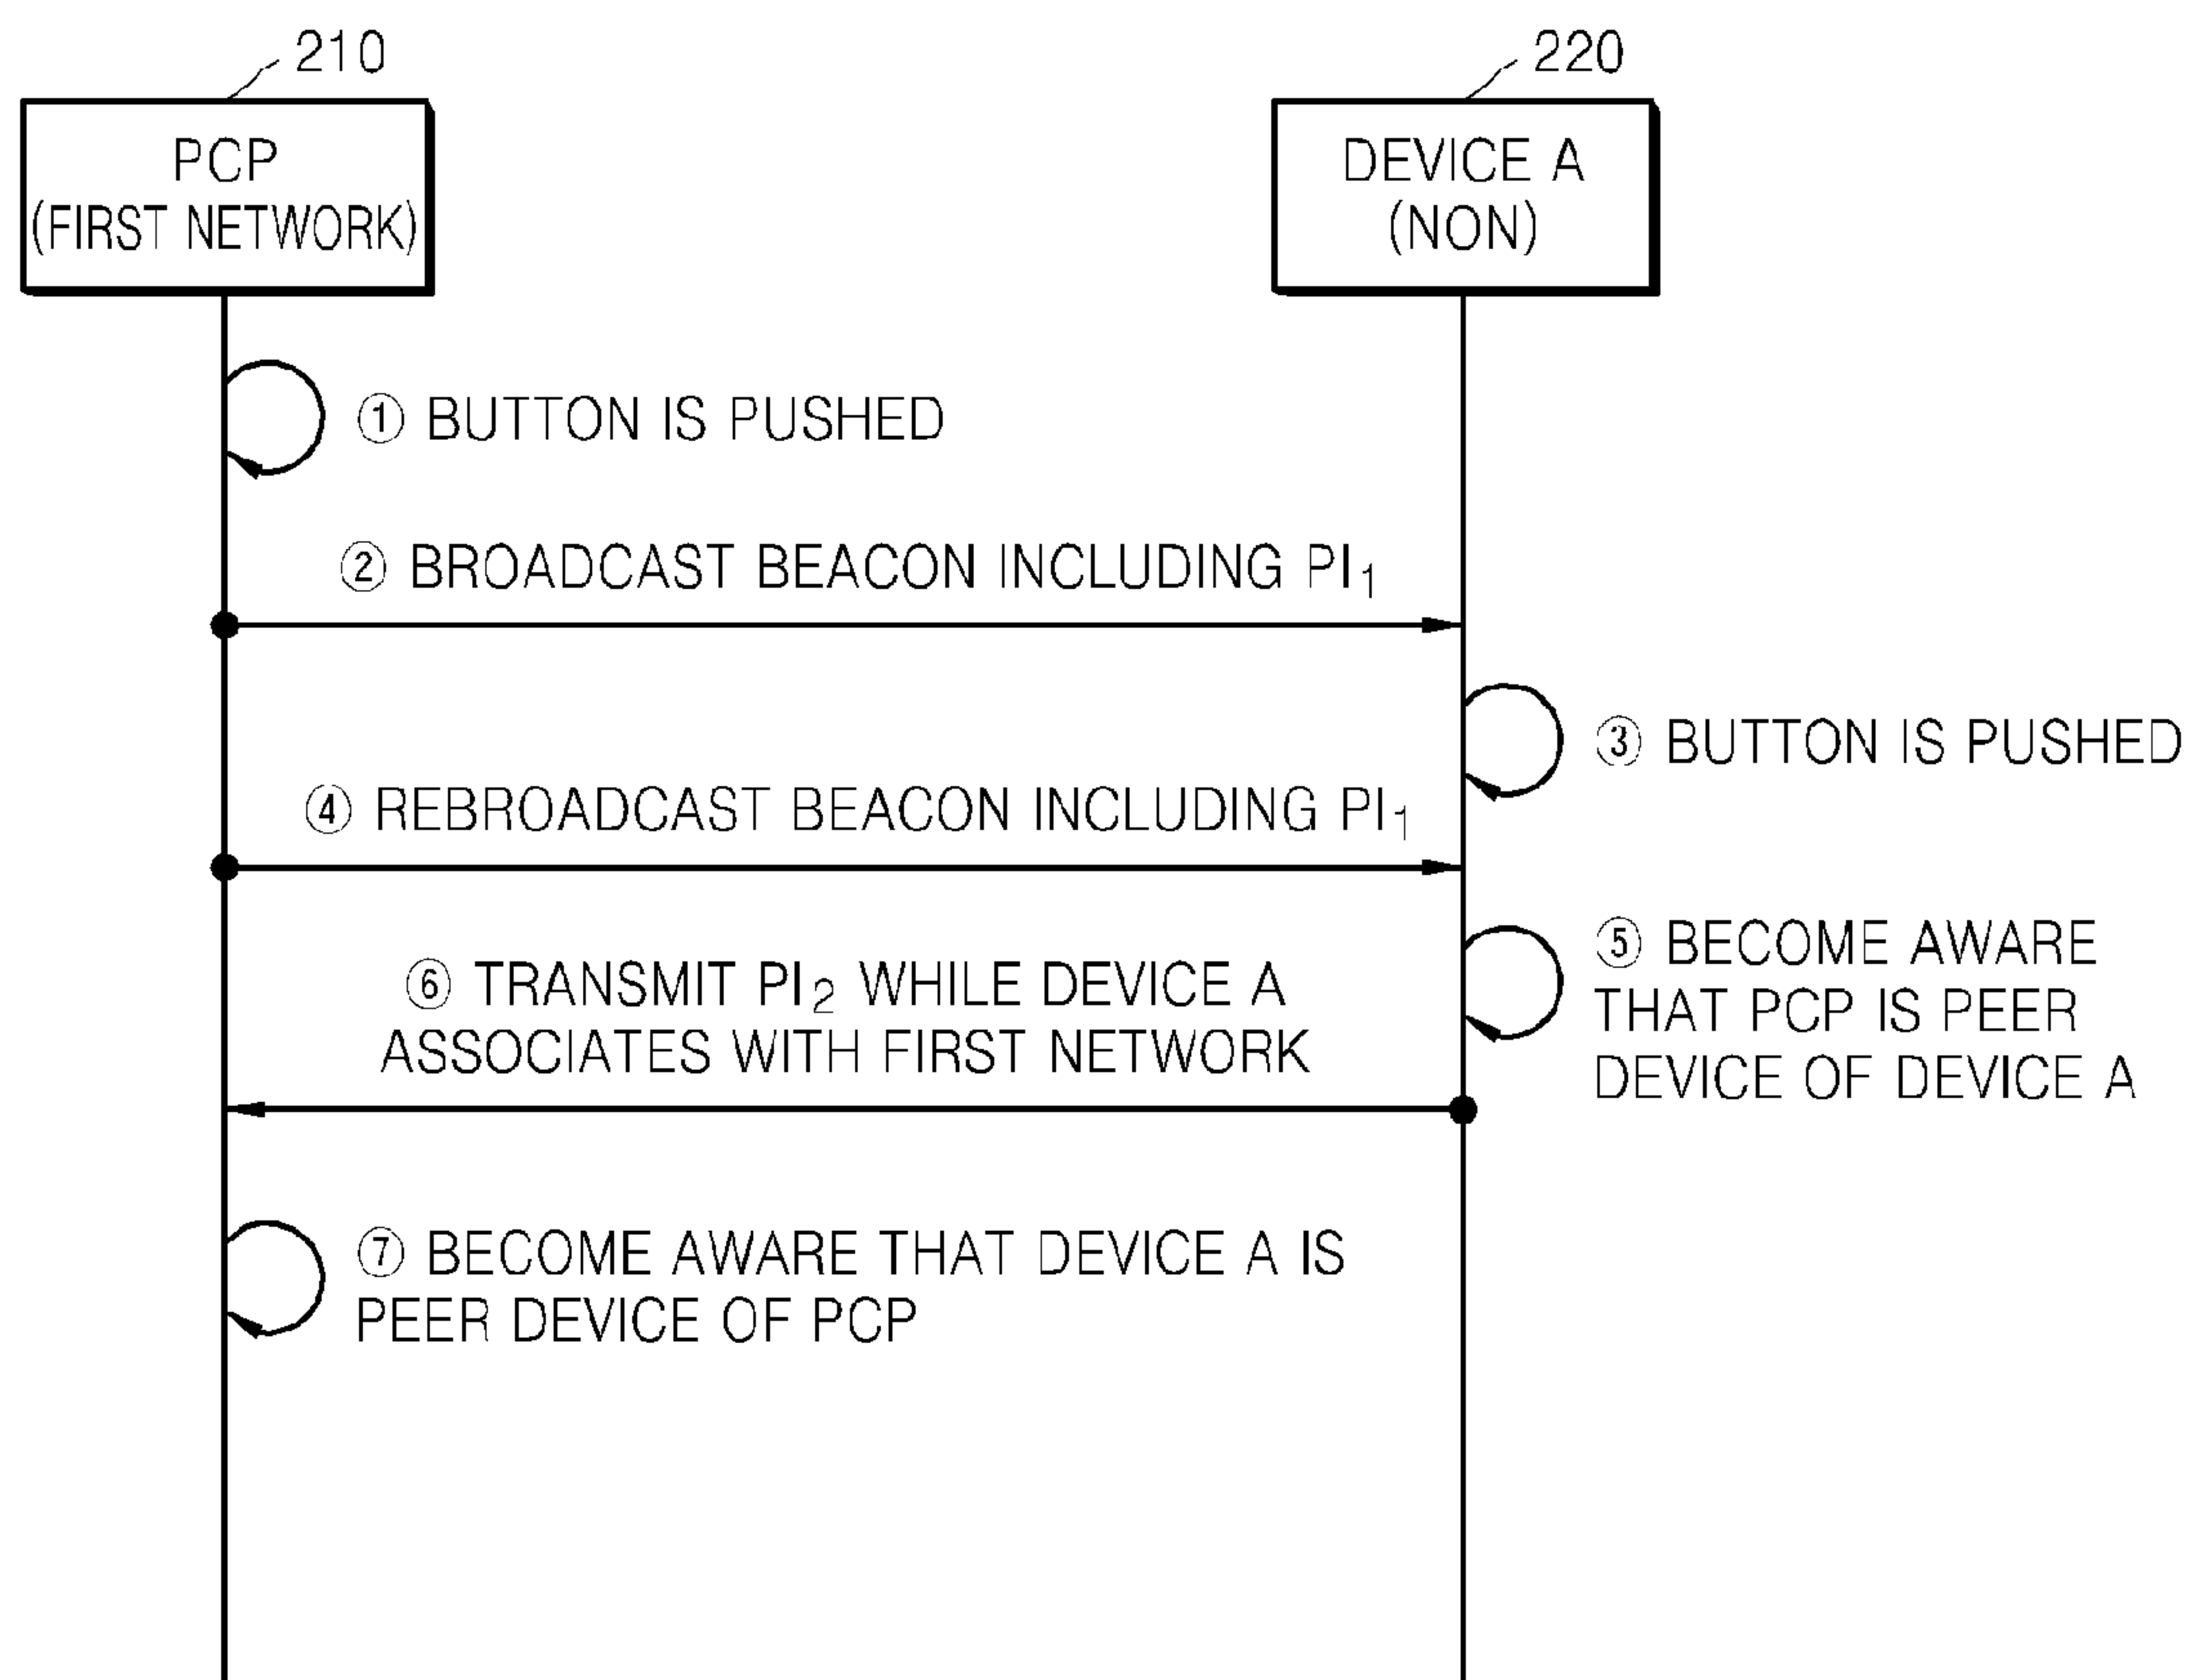 210
220
PCP
(FIRST NETWORK)
DEVICE A
(NON)
① BUTTON IS PUSHED
② BROADCAST BEACON INCLUDING PI₁
③ BUTTON IS PUSHED
④ REBROADCAST BEACON INCLUDING PI₁
⑤ BECOME AWARE
THAT PCP IS PEER
DEVICE OF DEVICE A
⑥ TRANSMIT PI₂ WHILE DEVICE A
ASSOCIATES WITH FIRST NETWORK
⑦ BECOME AWARE THAT DEVICE A IS
PEER DEVICE OF PCP